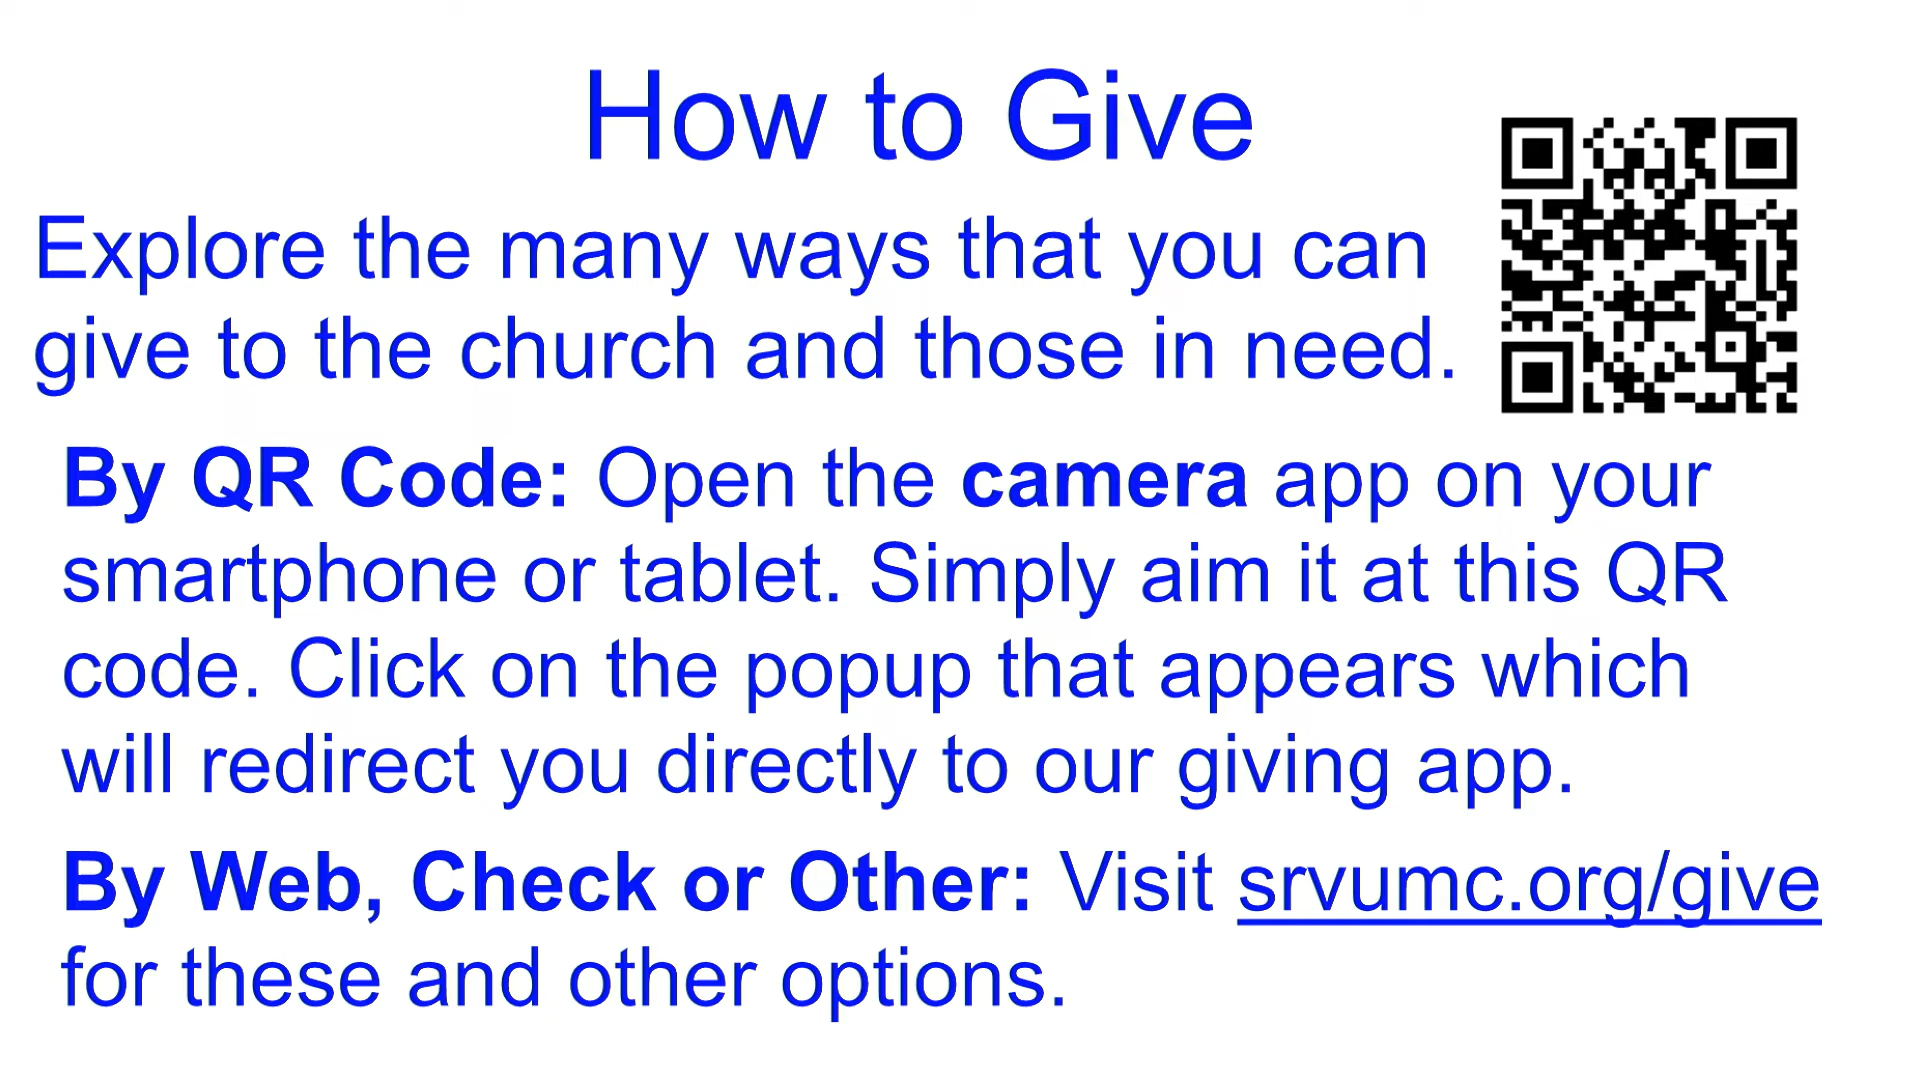 How to Give
Explore the many ways that you can
give to the church and those in need.
By QR Code: Open the camera app on your
smartphone or tablet. Simply aim it at this QR
code. Click on the popup that appears which
will redirect you directly to our giving app.
By Web, Check or Other: Visit srvumc.org/give
for these and other options.